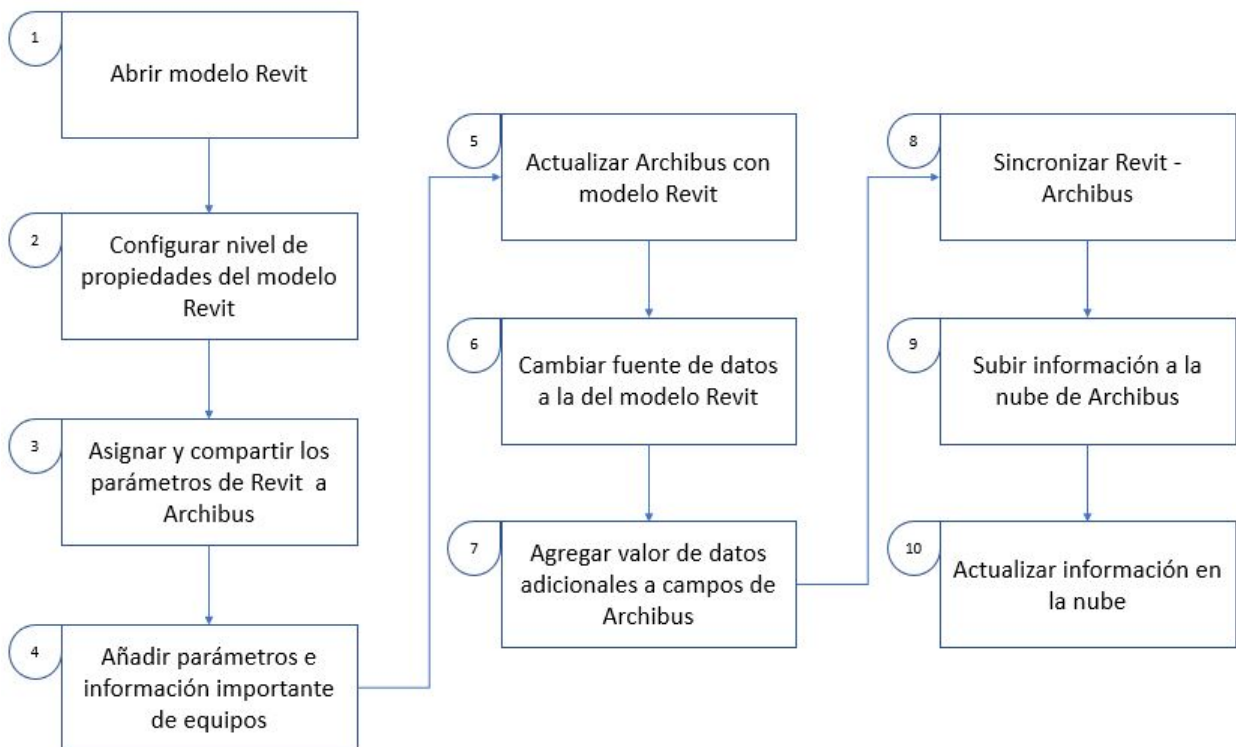 1
Abrir modelo Revit
2
Configurar nivel de
propiedades del modelo
Revit
3
Asignar y compartir los
parámetros de Revit a
Archibus
4
Añadir parámetros e
información importante
de equipos
5
Actualizar Archibus con
modelo Revit
6
Cambiar fuente de datos
a la del modelo Revit
7
Agregar valor de datos
adicionales a campos de
Archibus
8
Sincronizar Revit -
Archibus
9
Subir información a la
nube de Archibus
10
Actualizar información en
la nube